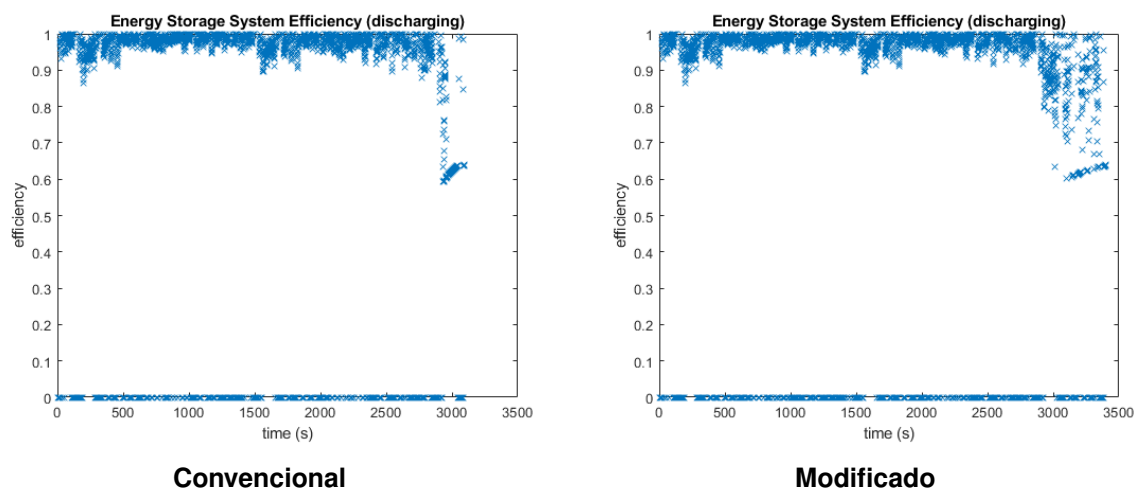 Energy Storage System Efficiency (discharging)
1
0.9
0.8
0.7
0.6
0.5
0.4
0.3
0.2
0.1
0
efficiency
0 500 1000 1500 2000 2500 3000 3500
time (s)
Convencional
Energy Storage System Efficiency (discharging)
1
0.9
0.8
0.7
0.6
0.5
0.4
0.3
0.2
0.1
0
efficiency
0 500 1000 1500 2000 2500 3000 3500
time (s)
Modificado